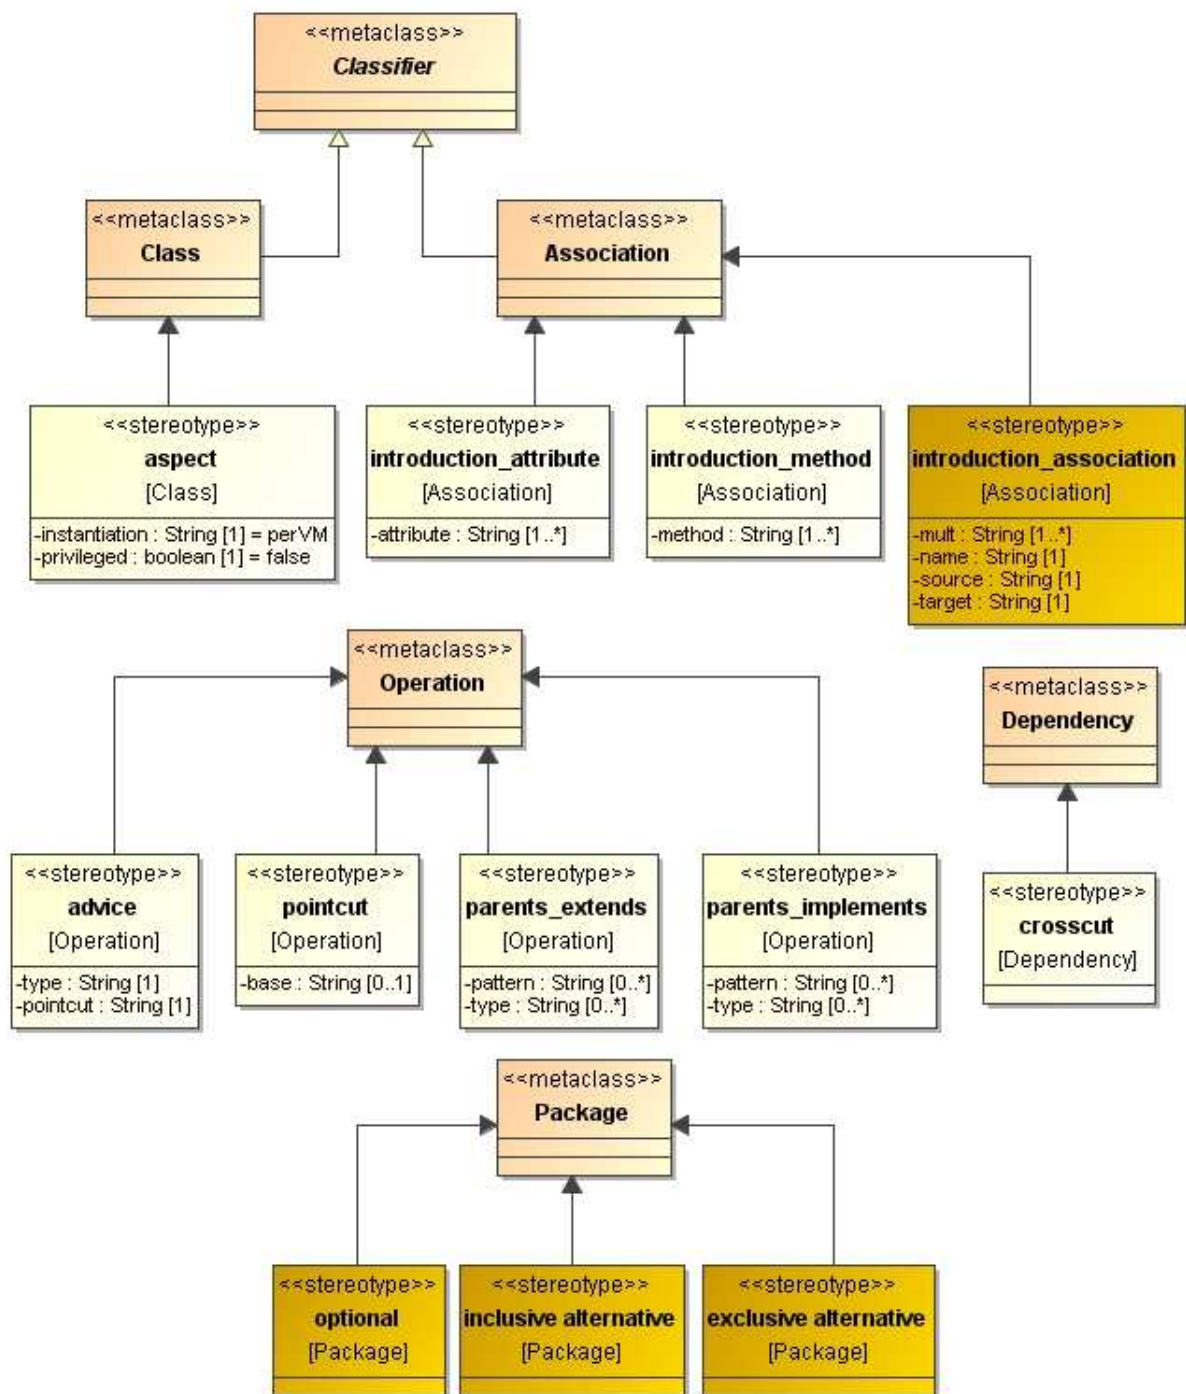 <<metaclass>>
Classifier
<<metaclass>>
Class
<<metaclass>>
Association
<<stereotype>>
aspect
[Class]
-instantiation : String [1] = perVM
-privileged : boolean [1] = false
<<stereotype>>
introduction_attribute
[Association]
-attribute : String [1..*]
<<stereotype>>
introduction_method
[Association]
-method : String [1..*]
<<stereotype>>
introduction_association
[Association]
-mult : String [1..*]
-name : String [1]
-source : String [1]
-target : String [1]
<<metaclass>>
Operation
<<metaclass>>
Dependency
<<stereotype>>
advice
[Operation]
-type : String [1]
-pointcut : String [1]
<<stereotype>>
pointcut
[Operation]
-base : String [0..1]
<<stereotype>>
parents_extends
[Operation]
-pattern : String [0..*]
-type : String [0..*]
<<stereotype>>
parents_implements
[Operation]
-pattern : String [0..*]
-type : String [0..*]
<<stereotype>>
crosscut
[Dependency]
<<metaclass>>
Package
<<stereotype>>
optional
[Package]
<<stereotype>>
inclusive alternative
[Package]
<<stereotype>>
exclusive alternative
[Package]